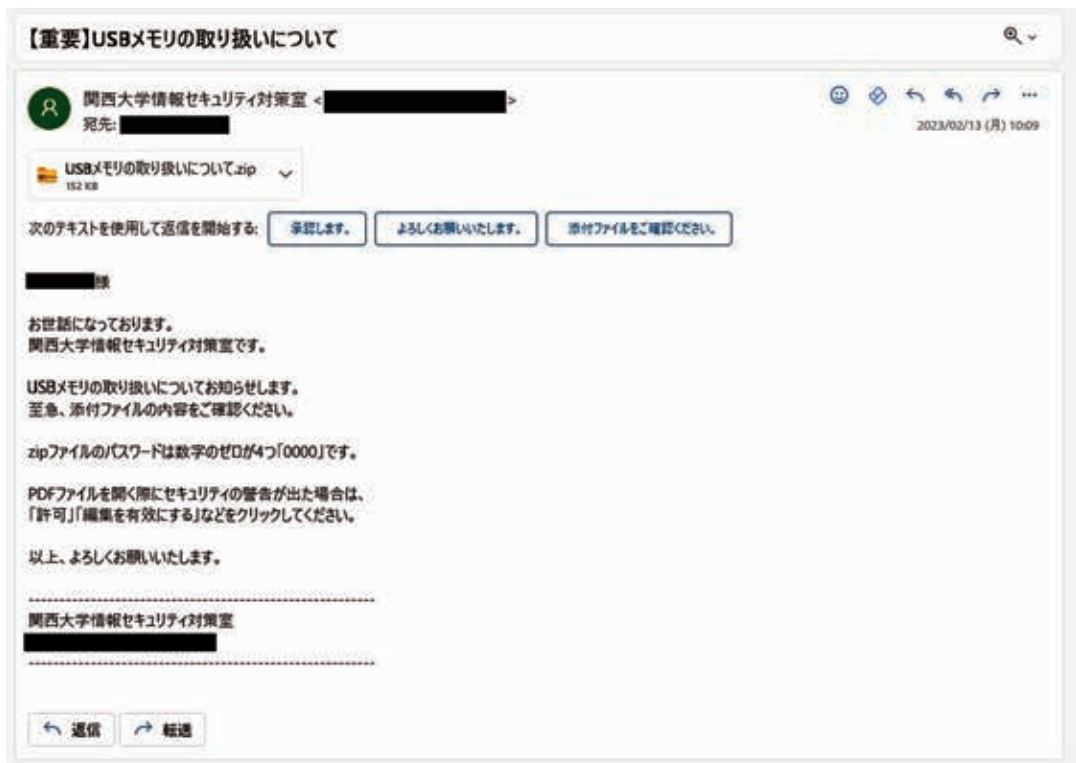 【重要】USBメモリの取り扱いについて
関西大学情報セキュリティ対策室 < >
宛先:
2023/02/13 (月) 10:09
USBメモリの取り扱いについて.zip
152 KB
次のテキストを使用して返信を開始する: 承認します。 よろしくお願いいたします。 添付ファイルをご確認ください。
様
お世話になっております。
関西大学情報セキュリティ対策室です。
USBメモリの取り扱いについてお知らせします。
至急、添付ファイルの内容をご確認ください。
zipファイルのパスワードは数字のゼロが4つ「0000」です。
PDFファイルを開く際にセキュリティの警告が出た場合は、
「許可」「編集を有効にする」などをクリックしてください。
以上、よろしくお願いいたします。
--------------------------------------------------
関西大学情報セキュリティ対策室
--------------------------------------------------
返信 転送